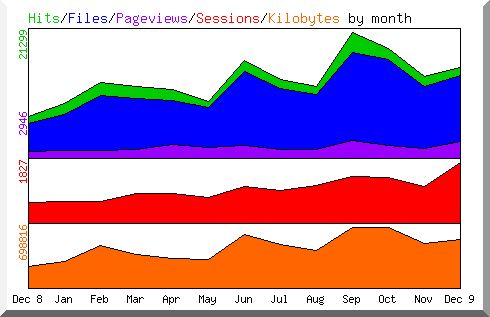 Hits/Files/Pageviews/Sessions/Kilobytes by month
21299
2946
1827
698816
Dec 8 Jan Feb Mar Apr May Jun Jul Aug Sep Oct Nov Dec 9